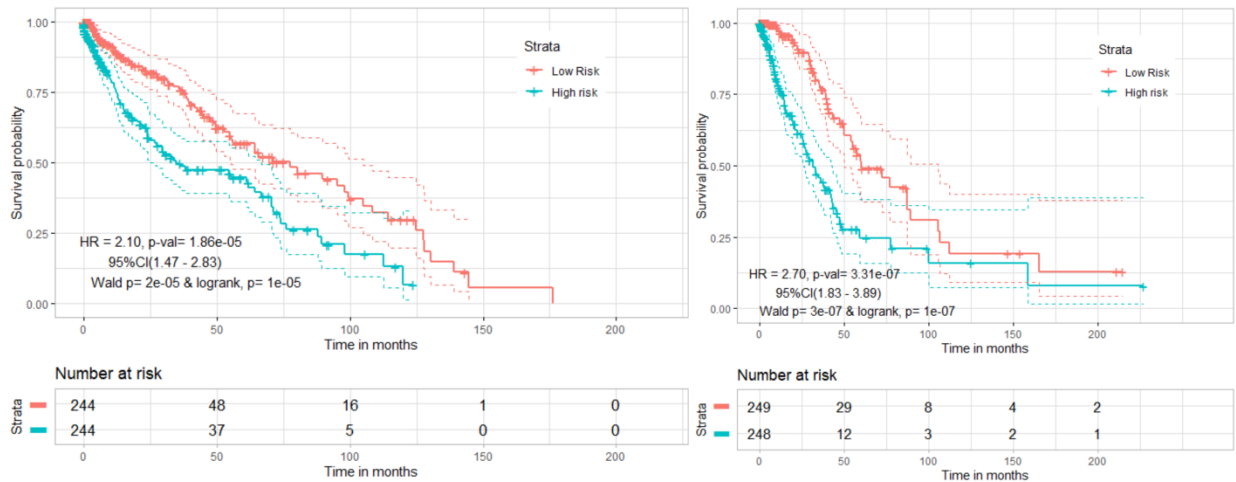 1.00
0.75
0.50
0.25
0.00
Survival probability
Strata
Low Risk
High risk
HR = 2.10, p-val= 1.86e-05
95%CI(1.47 - 2.83)
Wald p= 2e-05 & logrank, p= 1e-05
0 50 100 150 200
Time in months
Number at risk
Strata
244 48 16 1 0
244 37 5 0 0
0 50 100 150 200
Time in months
1.00
0.75
0.50
0.25
0.00
Survival probability
Strata
Low Risk
High risk
HR = 2.70, p-val= 3.31e-07
95%CI(1.83 - 3.89)
Wald p= 3e-07 & logrank, p= 1e-07
0 50 100 150 200
Time in months
Number at risk
Strata
249 29 8 4 2
248 12 3 2 1
0 50 100 150 200
Time in months